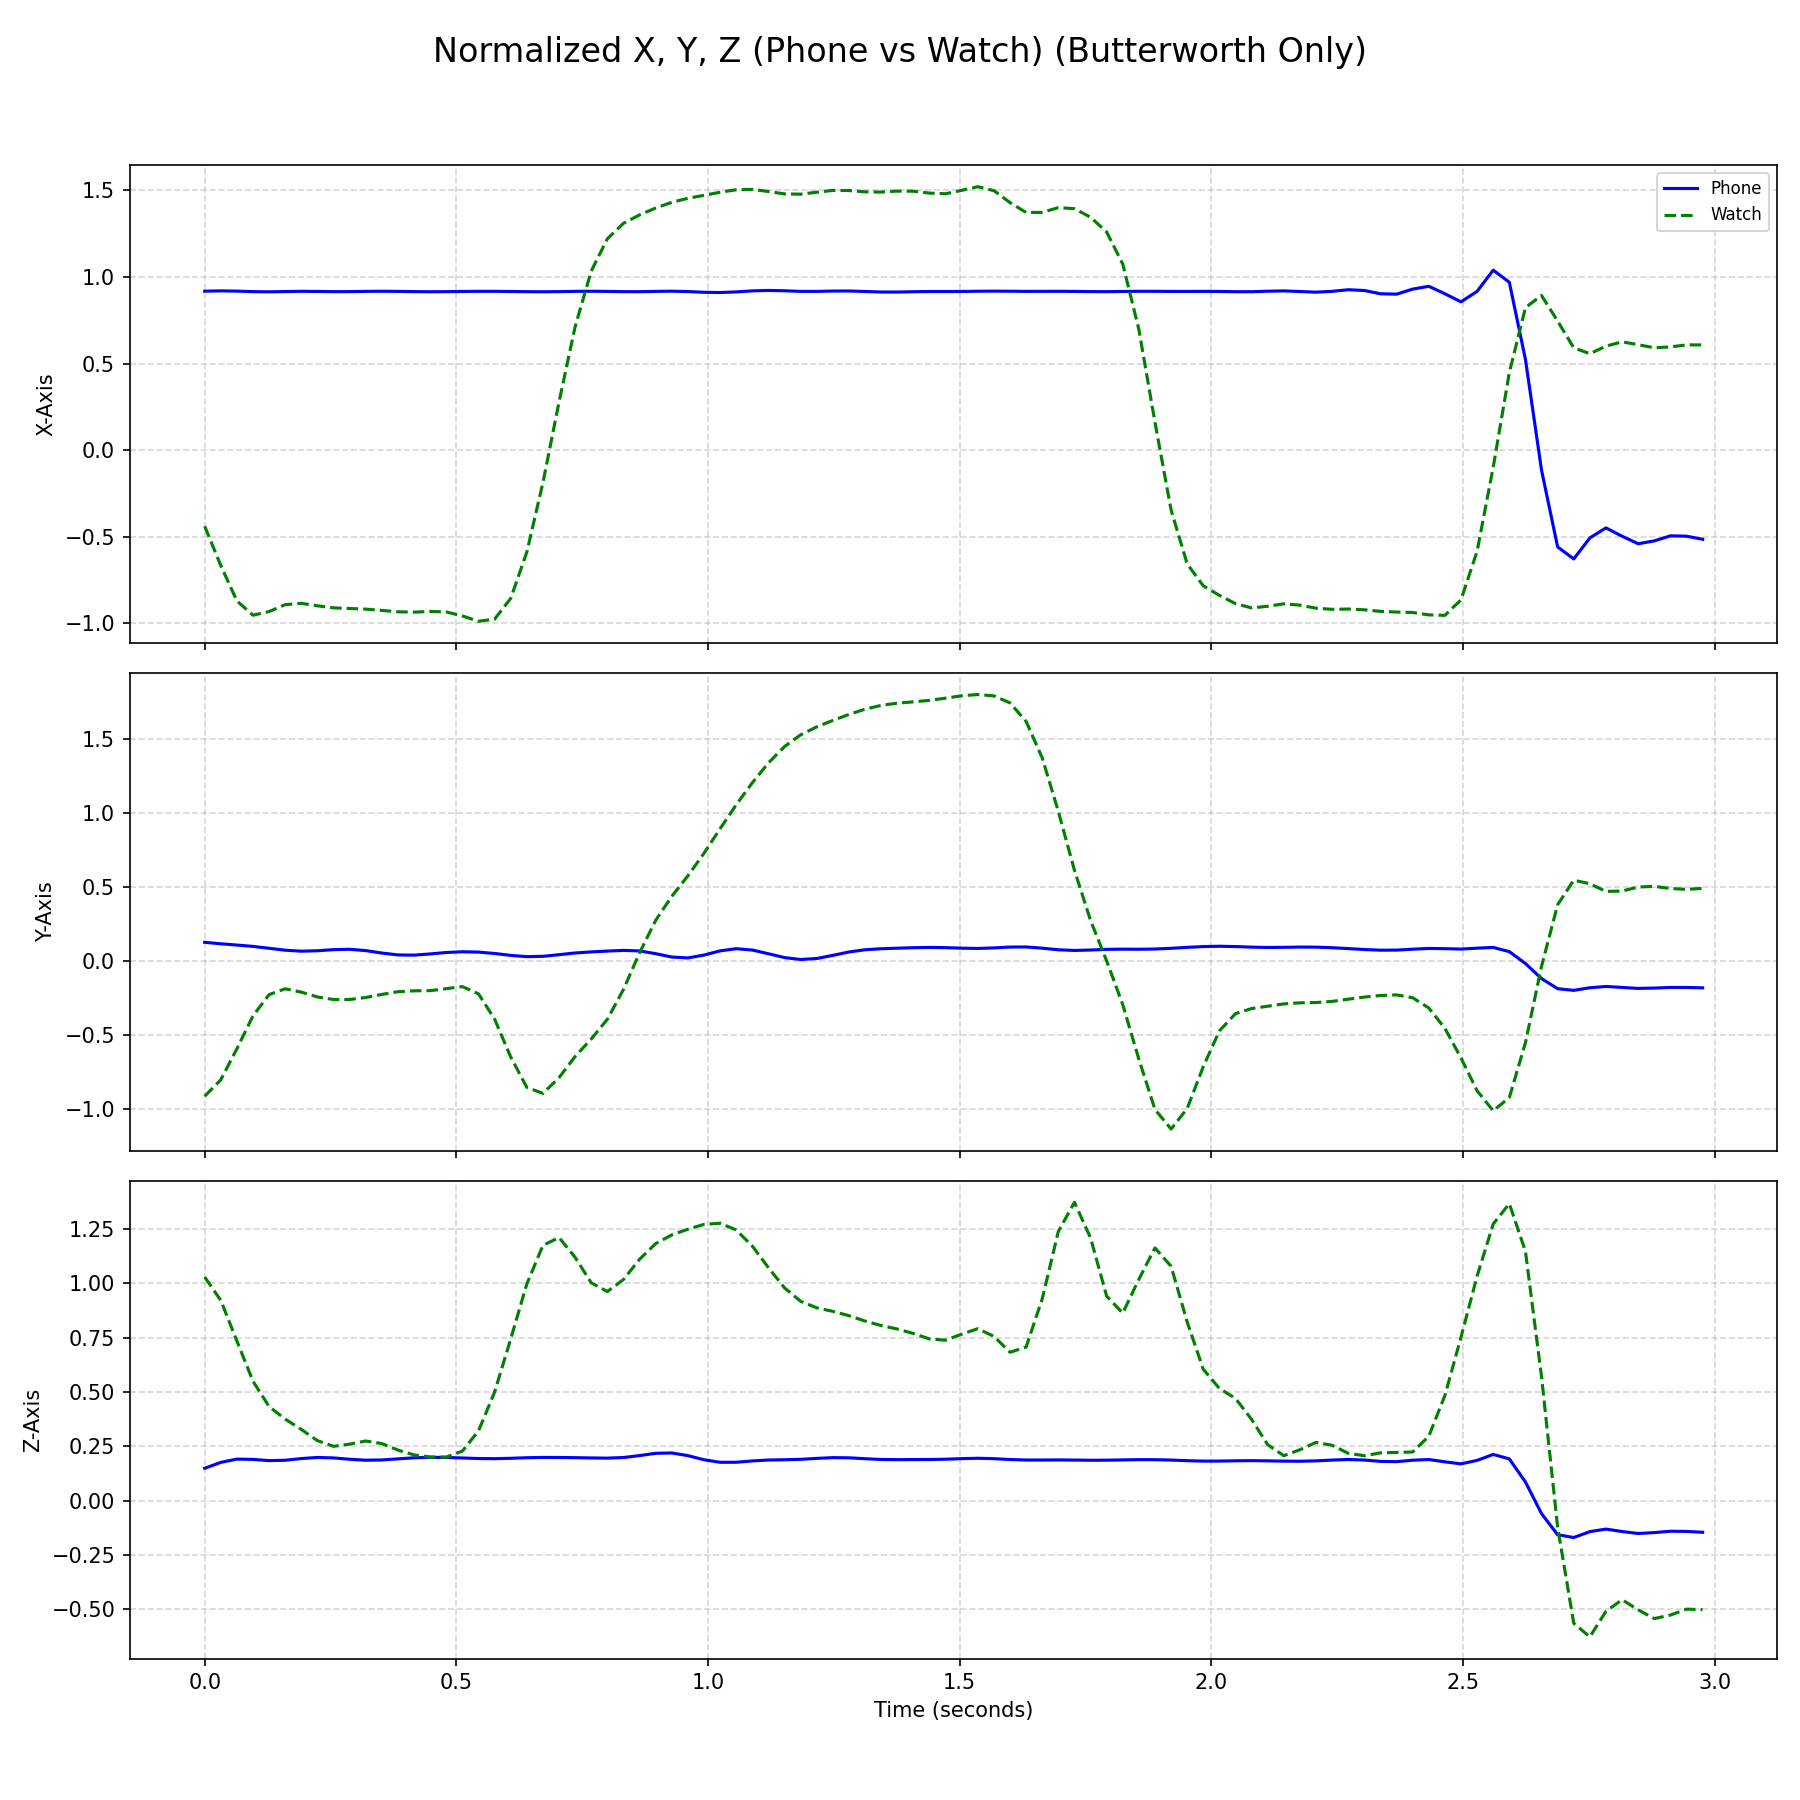 Normalized X, Y, Z (Phone vs Watch) (Butterworth Only)
Phone
Watch
X-Axis
1.5
1.0
0.5
0.0
−0.5
−1.0
Y-Axis
1.5
1.0
0.5
0.0
−0.5
−1.0
Z-Axis
1.25
1.00
0.75
0.50
0.25
0.00
−0.25
−0.50
0.0 0.5 1.0 1.5 2.0 2.5 3.0
Time (seconds)